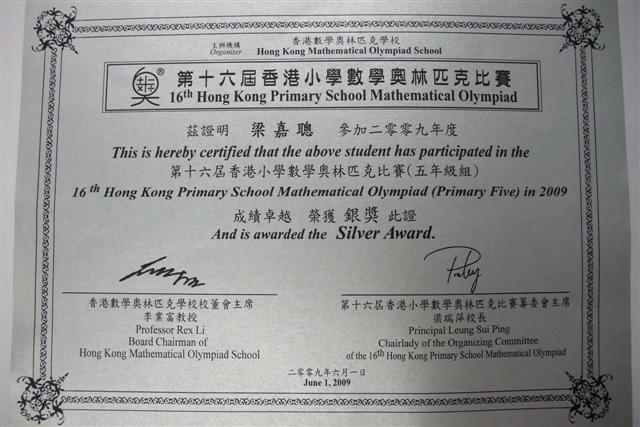 主辦機構
Organizer
香港數學奧林匹克學校
Hong Kong Mathematical Olympiad School
第十六屆香港小學數學奧林匹克比賽
16th Hong Kong Primary School Mathematical Olympiad
茲證明 梁嘉聰 參加二零零九年度
This is hereby certified that the above student has participated in the
第十六屆香港小學數學奧林匹克比賽(五年級組)
16 th Hong Kong Primary School Mathematical Olympiad (Primary Five) in 2009
成績卓越 榮獲 銀獎 此證
And is awarded the Silver Award.
香港數學奧林匹克學校校董會主席
李業富教授
Professor Rex Li
Board Chairman of
Hong Kong Mathematical Olympiad School
第十六屆香港小學數學奧林匹克比賽籌委會主席
梁瑞萍校長
Principal Leung Sui Ping
Chairlady of the Organizing Committee
of the 16th Hong Kong Primary School Mathematical Olympiad
二零零九年六月一日
June 1, 2009